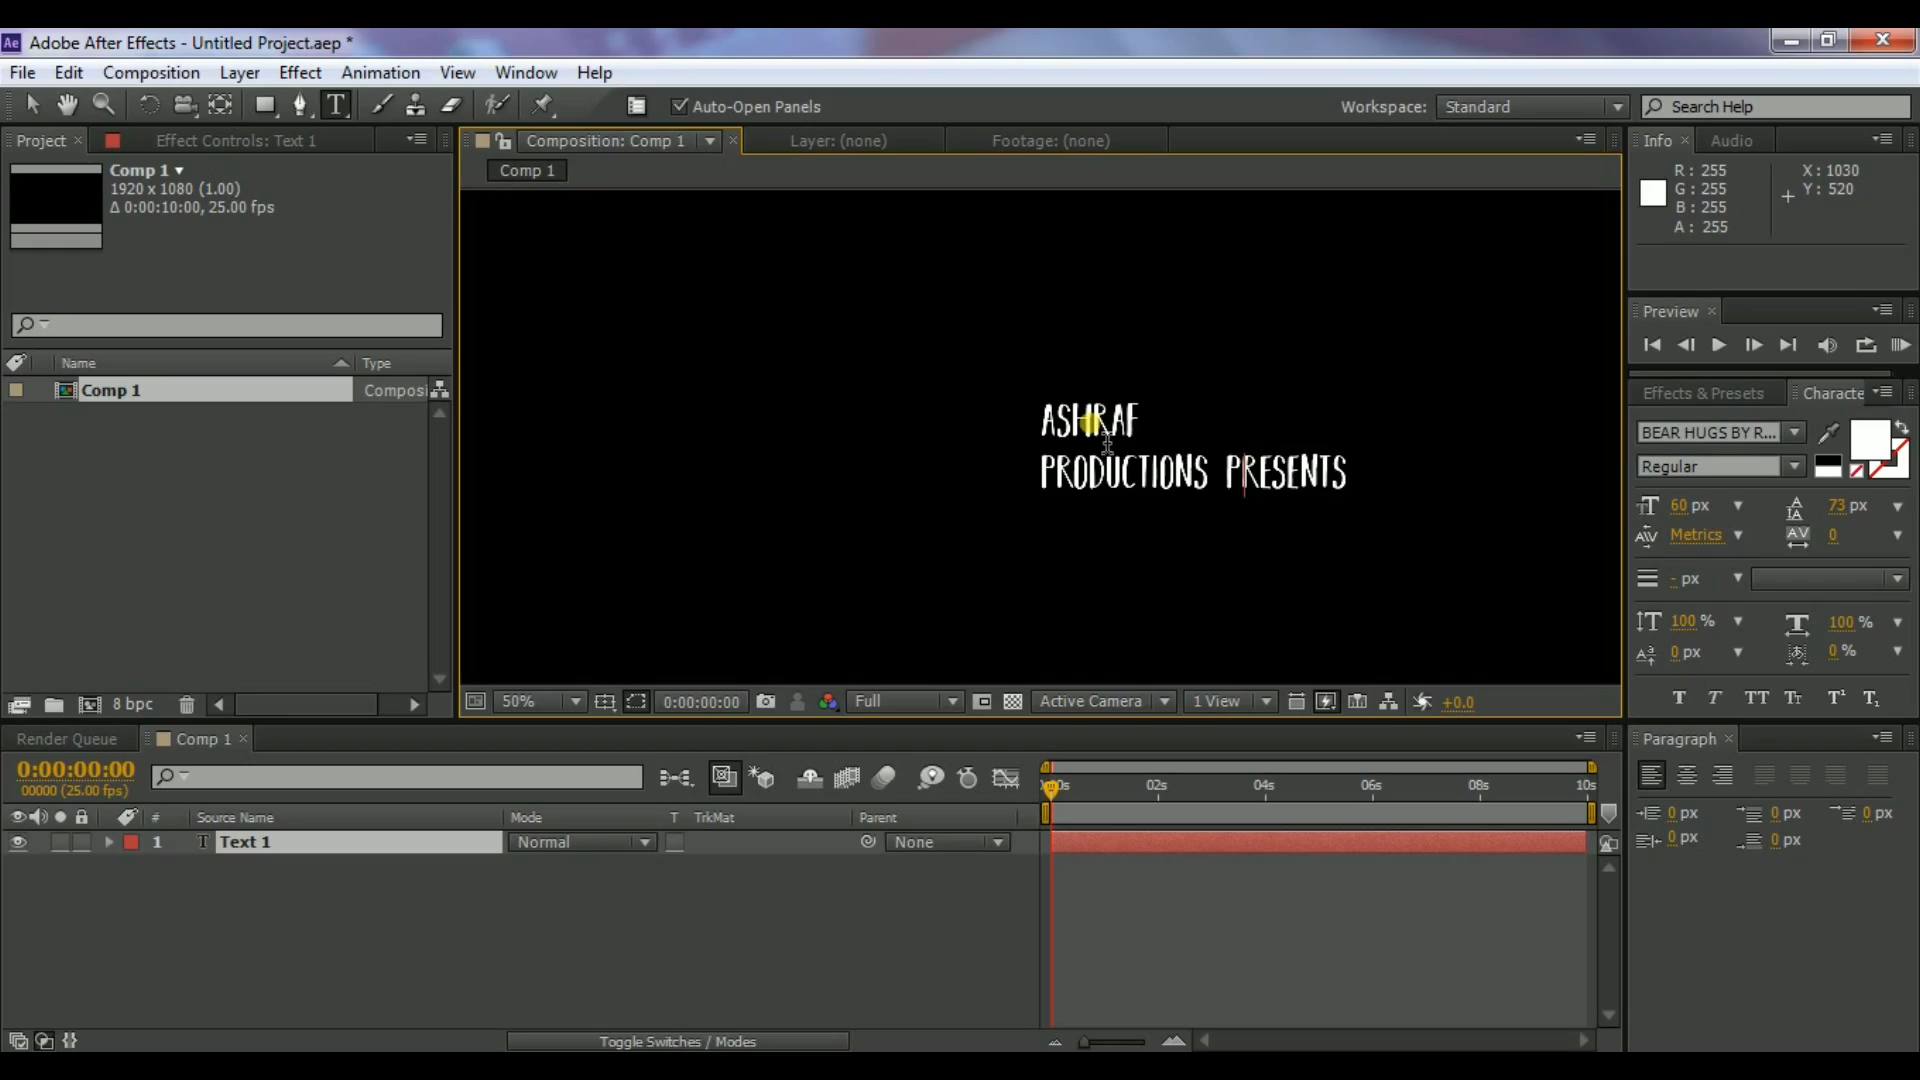 Ae Adobe After Effects - Untitled Project.aep *
File Edit Composition Layer Effect Animation View Window Help
T Auto-Open Panels Workspace: Standard Search Help
Project Effect Controls: Text 1 Composition: Comp 1 Layer: (none) Footage: (none) Info Audio
Comp 1
1920 x 1080 (1.00)
Δ 0:00:10:00, 25.00 fps
Comp 1
R: 255 X: 1030
G: 255 Y: 520
B: 255
A: 255
Preview
Name Type
Comp 1 Composi
Effects & Presets Characte
BEAR HUGS BY R...
Regular
60 px 73 px
Metrics 0
- px
100 % 100 %
0 px 0 %
T T TT Tt T¹ T₁
ASHRAF
PRODUCTIONS PRESENTS
8 bpc
50% 0:00:00:00 Full Active Camera 1 View +0.0
Render Queue Comp 1
0:00:00:00
00000 (25.00 fps)
02s 04s 06s 08s 10s
# Source Name Mode T TrkMat Parent
1 T Text 1 Normal None
Paragraph
0 px 0 px 0 px
0 px 0 px
Toggle Switches / Modes